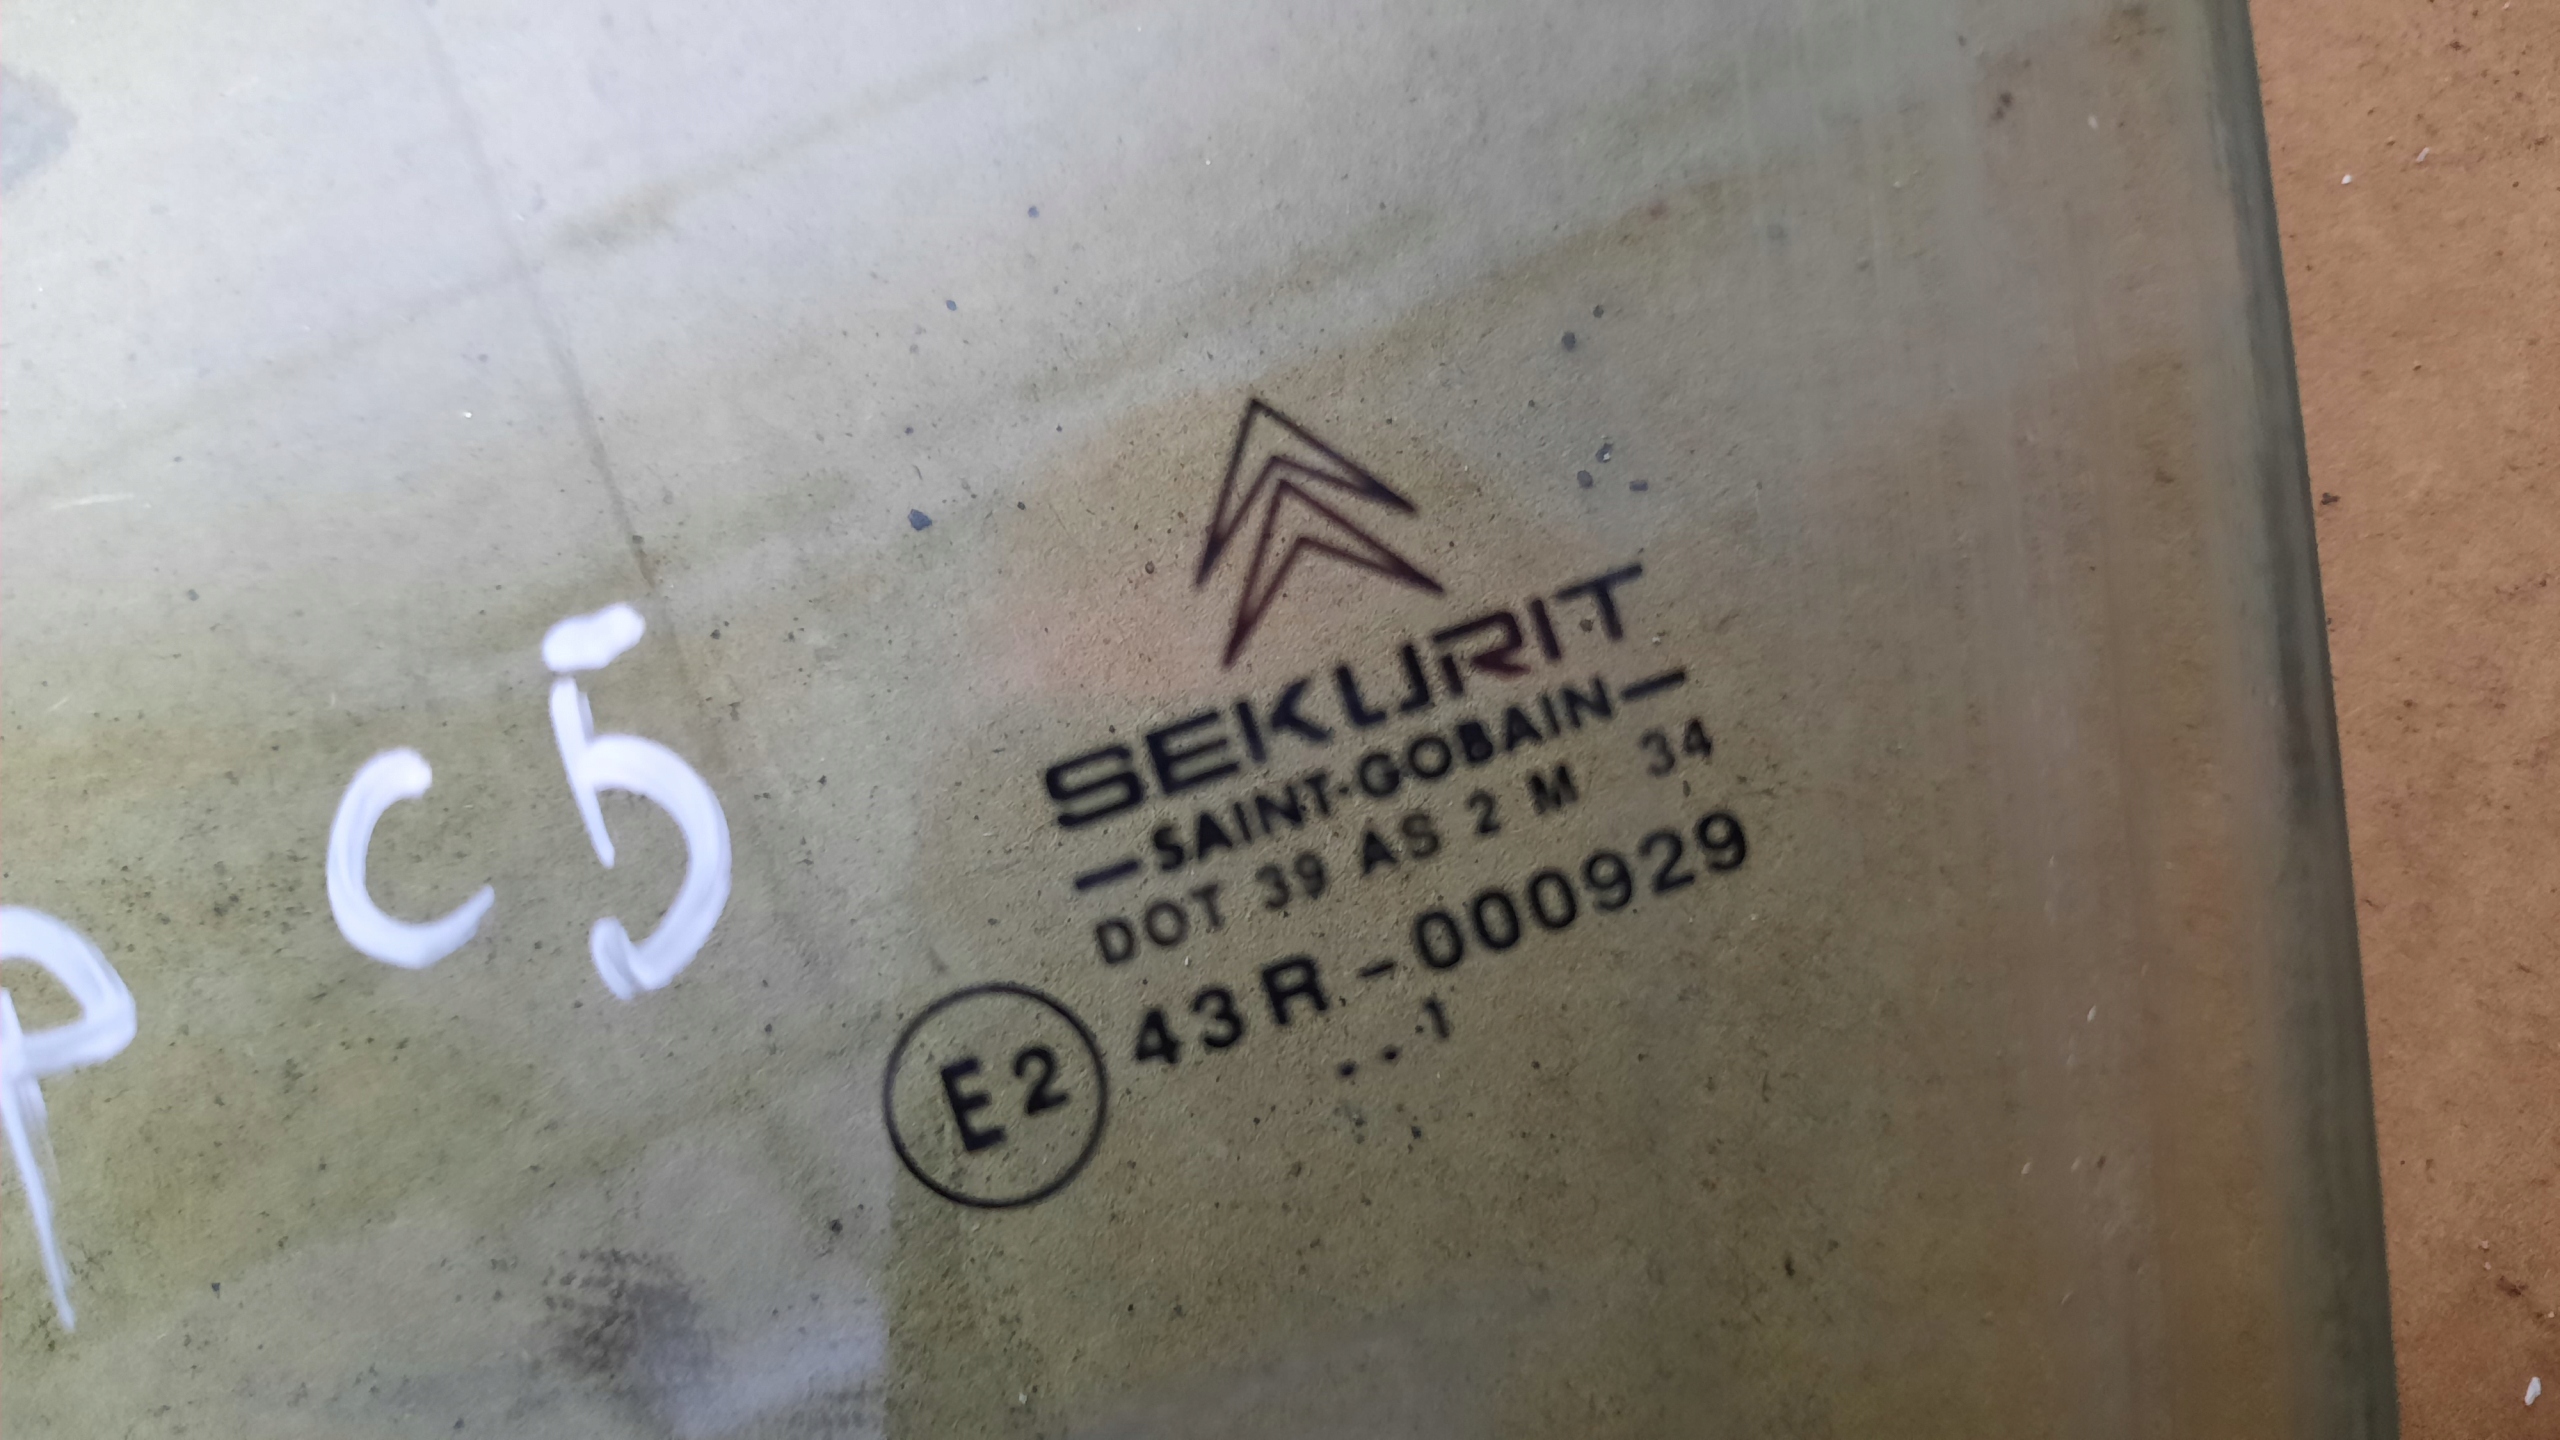 P C5
SEKURIT
—SAINT-GOBAIN—
DOT 39 AS 2 M 34
E2 43R-000929
. . .1